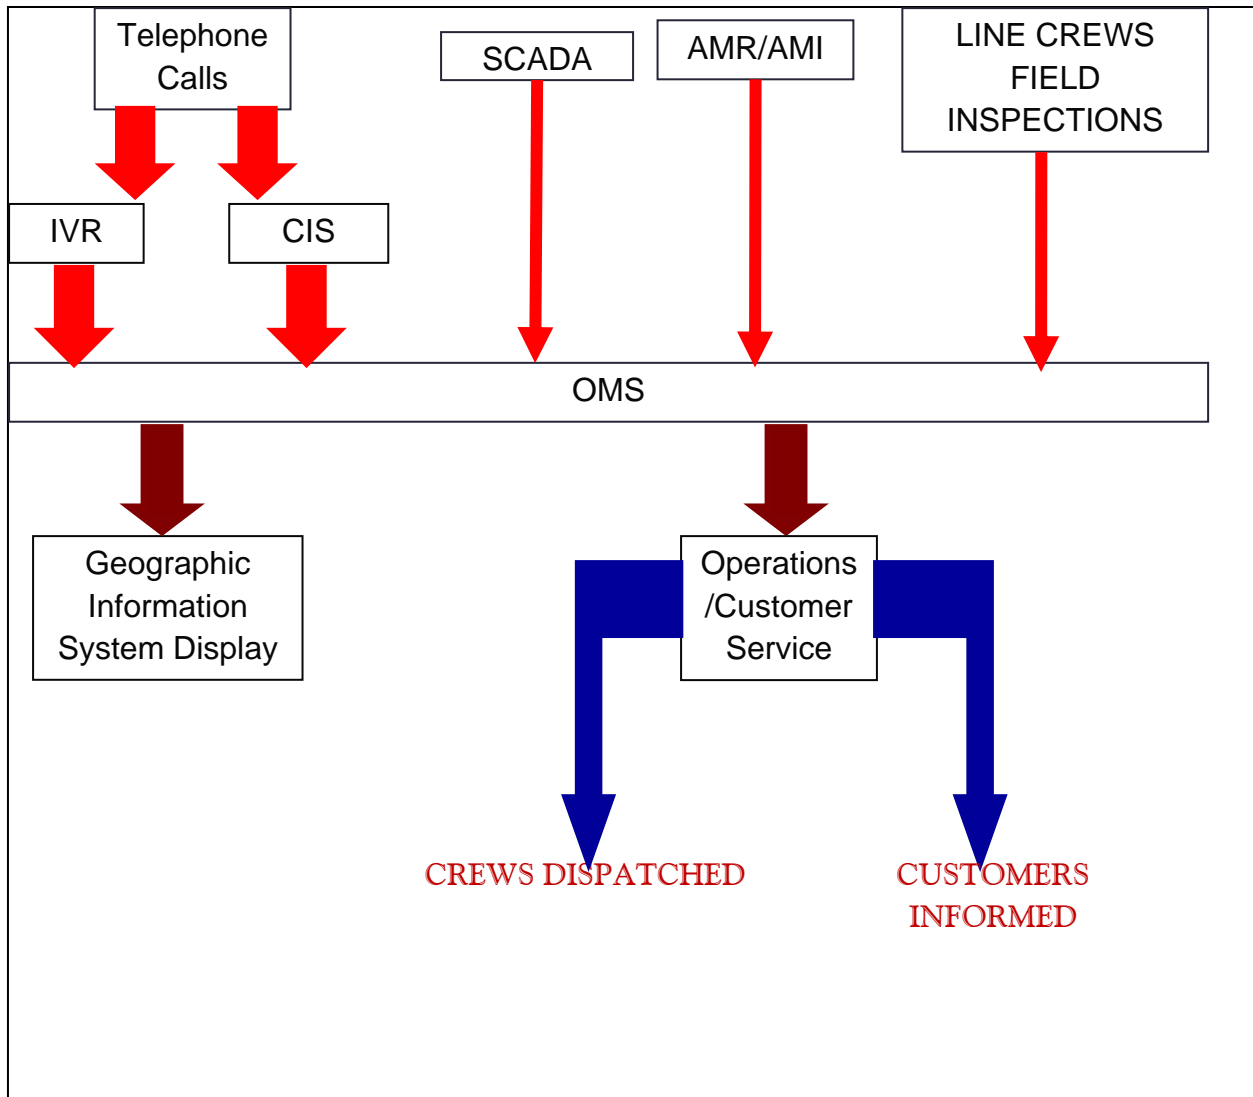 Telephone
Calls
SCADA
AMR/AMI
LINE CREWS
FIELD
INSPECTIONS
IVR
CIS
OMS
Geographic
Information
System Display
Operations
/Customer
Service
CREWS DISPATCHED
CUSTOMERS
INFORMED